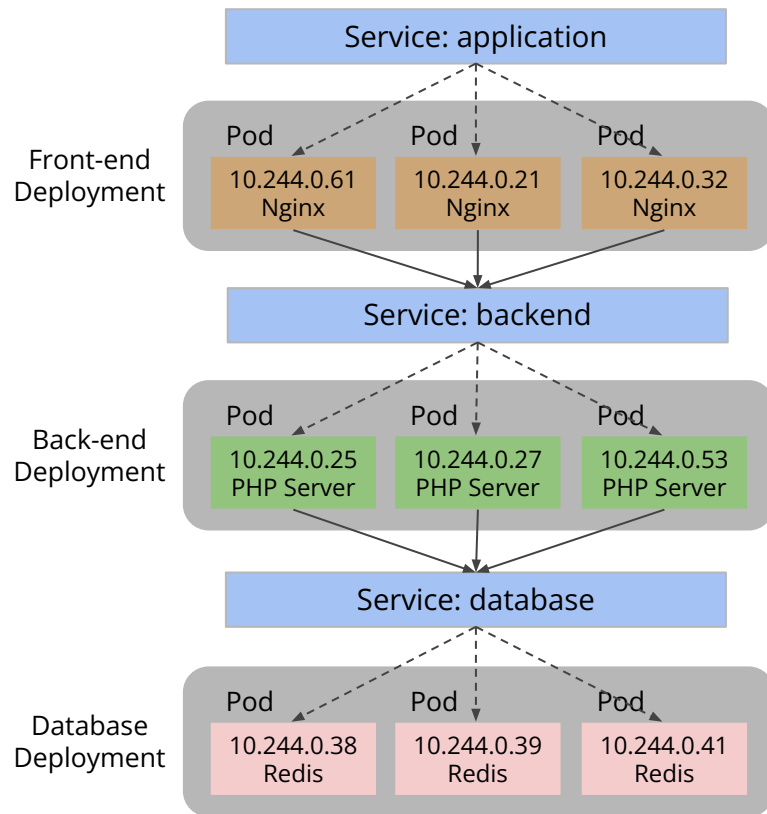 Service: application
Front-end
Deployment
Pod
Pod
Pod
10.244.0.61
Nginx
10.244.0.21
Nginx
10.244.0.32
Nginx
Service: backend
Back-end
Deployment
Pod
Pod
Pod
10.244.0.25
PHP Server
10.244.0.27
PHP Server
10.244.0.53
PHP Server
Service: database
Database
Deployment
Pod
Pod
Pod
10.244.0.38
Redis
10.244.0.39
Redis
10.244.0.41
Redis